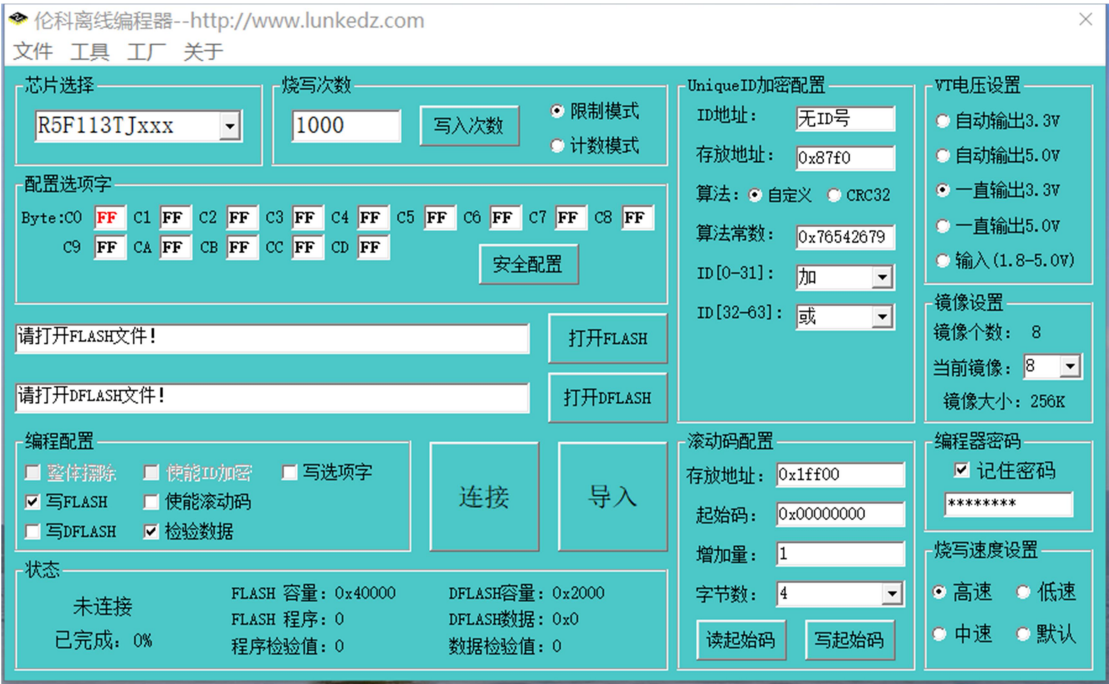 伦科离线编程器--http://www.lunkedz.com
文件 工具 工厂 关于
芯片选择
R5F113TJxxx
烧写次数
1000
写入次数
限制模式
计数模式
配置选项字
Byte:C0 FF C1 FF C2 FF C3 FF C4 FF C5 FF C6 FF C7 FF C8 FF
C9 FF CA FF CB FF CC FF CD FF
安全配置
请打开FLASH文件!
打开FLASH
请打开DFLASH文件!
打开DFLASH
编程配置
整体擦除 使能ID加密 写选项字
写FLASH 使能滚动码
写DFLASH 检验数据
连接
导入
状态
未连接
已完成: 0%
FLASH 容量: 0x40000
FLASH 程序: 0
程序检验值: 0
DFLASH容量: 0x2000
DFLASH数据: 0x0
数据检验值: 0
UniqueID加密配置
ID地址: 无ID号
存放地址: 0x87f0
算法: 自定义 CRC32
算法常数: 0x76542679
ID[0-31]: 加
ID[32-63]: 或
滚动码配置
存放地址: 0x1ff00
起始码: 0x00000000
增加量: 1
字节数: 4
读起始码 写起始码
VT电压设置
自动输出3.3V
自动输出5.0V
一直输出3.3V
一直输出5.0V
输入(1.8-5.0V)
镜像设置
镜像个数: 8
当前镜像: 8
镜像大小: 256K
编程器密码
记住密码
********
烧写速度设置
高速 低速
中速 默认